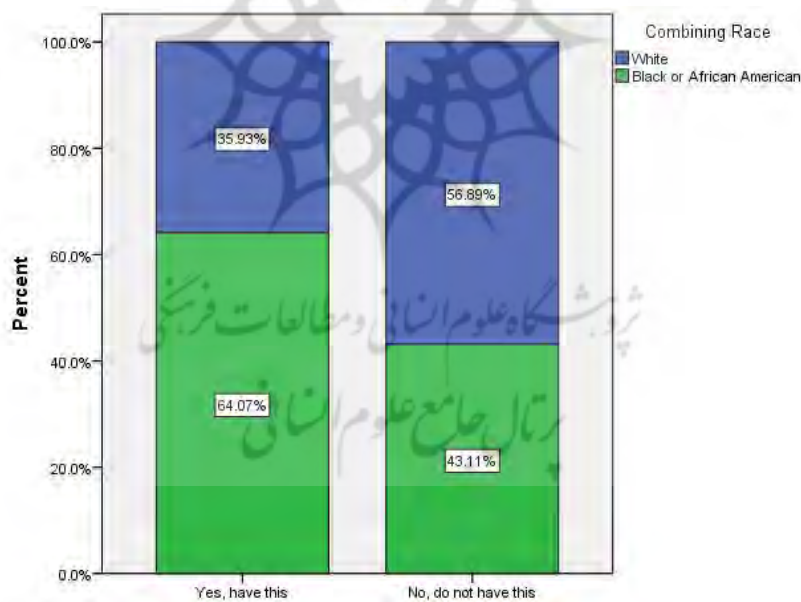 Combining Race
White
Black or African American
100.0%
80.0%
60.0%
40.0%
20.0%
0.0%
Percent
35.93%
56.89%
64.07%
43.11%
پژوهشگاه علوم انسانی و مطالعات فرهنگی
پرتال جامع علوم انسانی
Yes, have this
No, do not have this